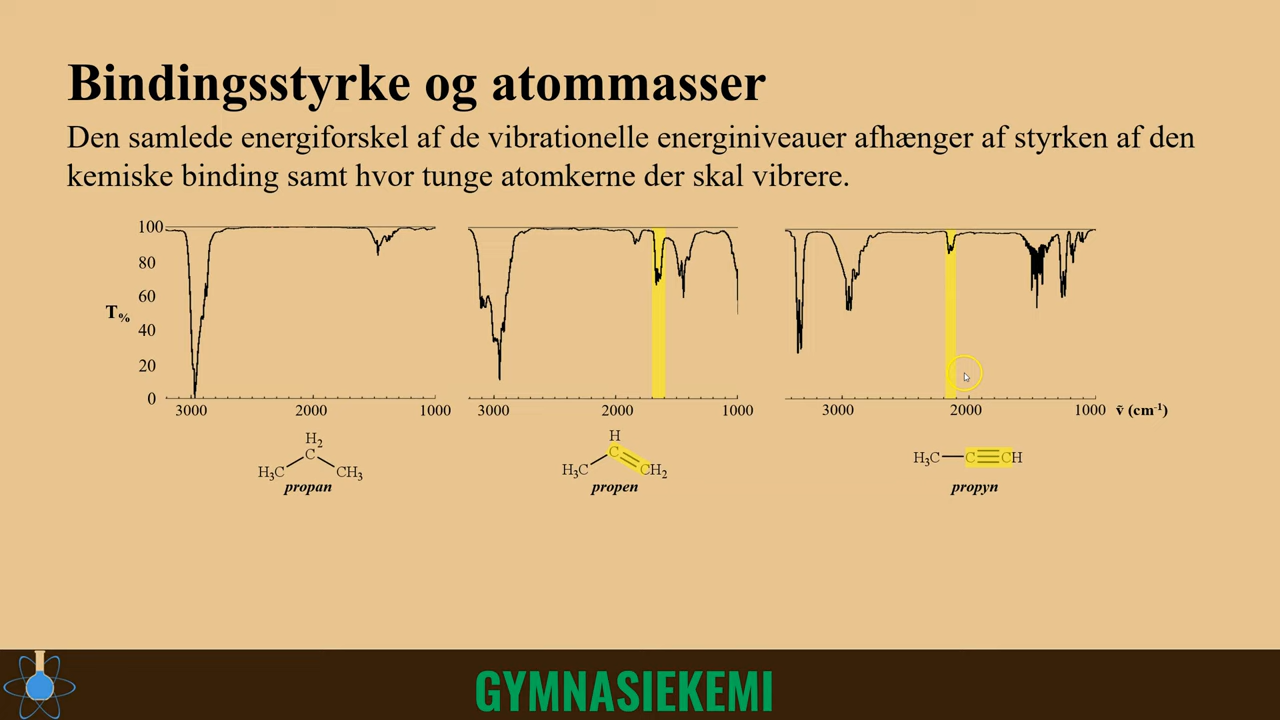 Bindingsstyrke og atommasser
Den samlede energiforskel af de vibrationelle energiniveauer afhænger af styrken af den
kemiske binding samt hvor tunge atomkerne der skal vibrere.
100
80
60
T%
40
20
0
3000 2000 1000 3000 2000 1000 3000 2000 1000 ṽ (cm-1)
H2
C
H3C CH3
propan
H
C
H3C CH2
propen
H3C C CH
propyn
GYMNASIEKEMI